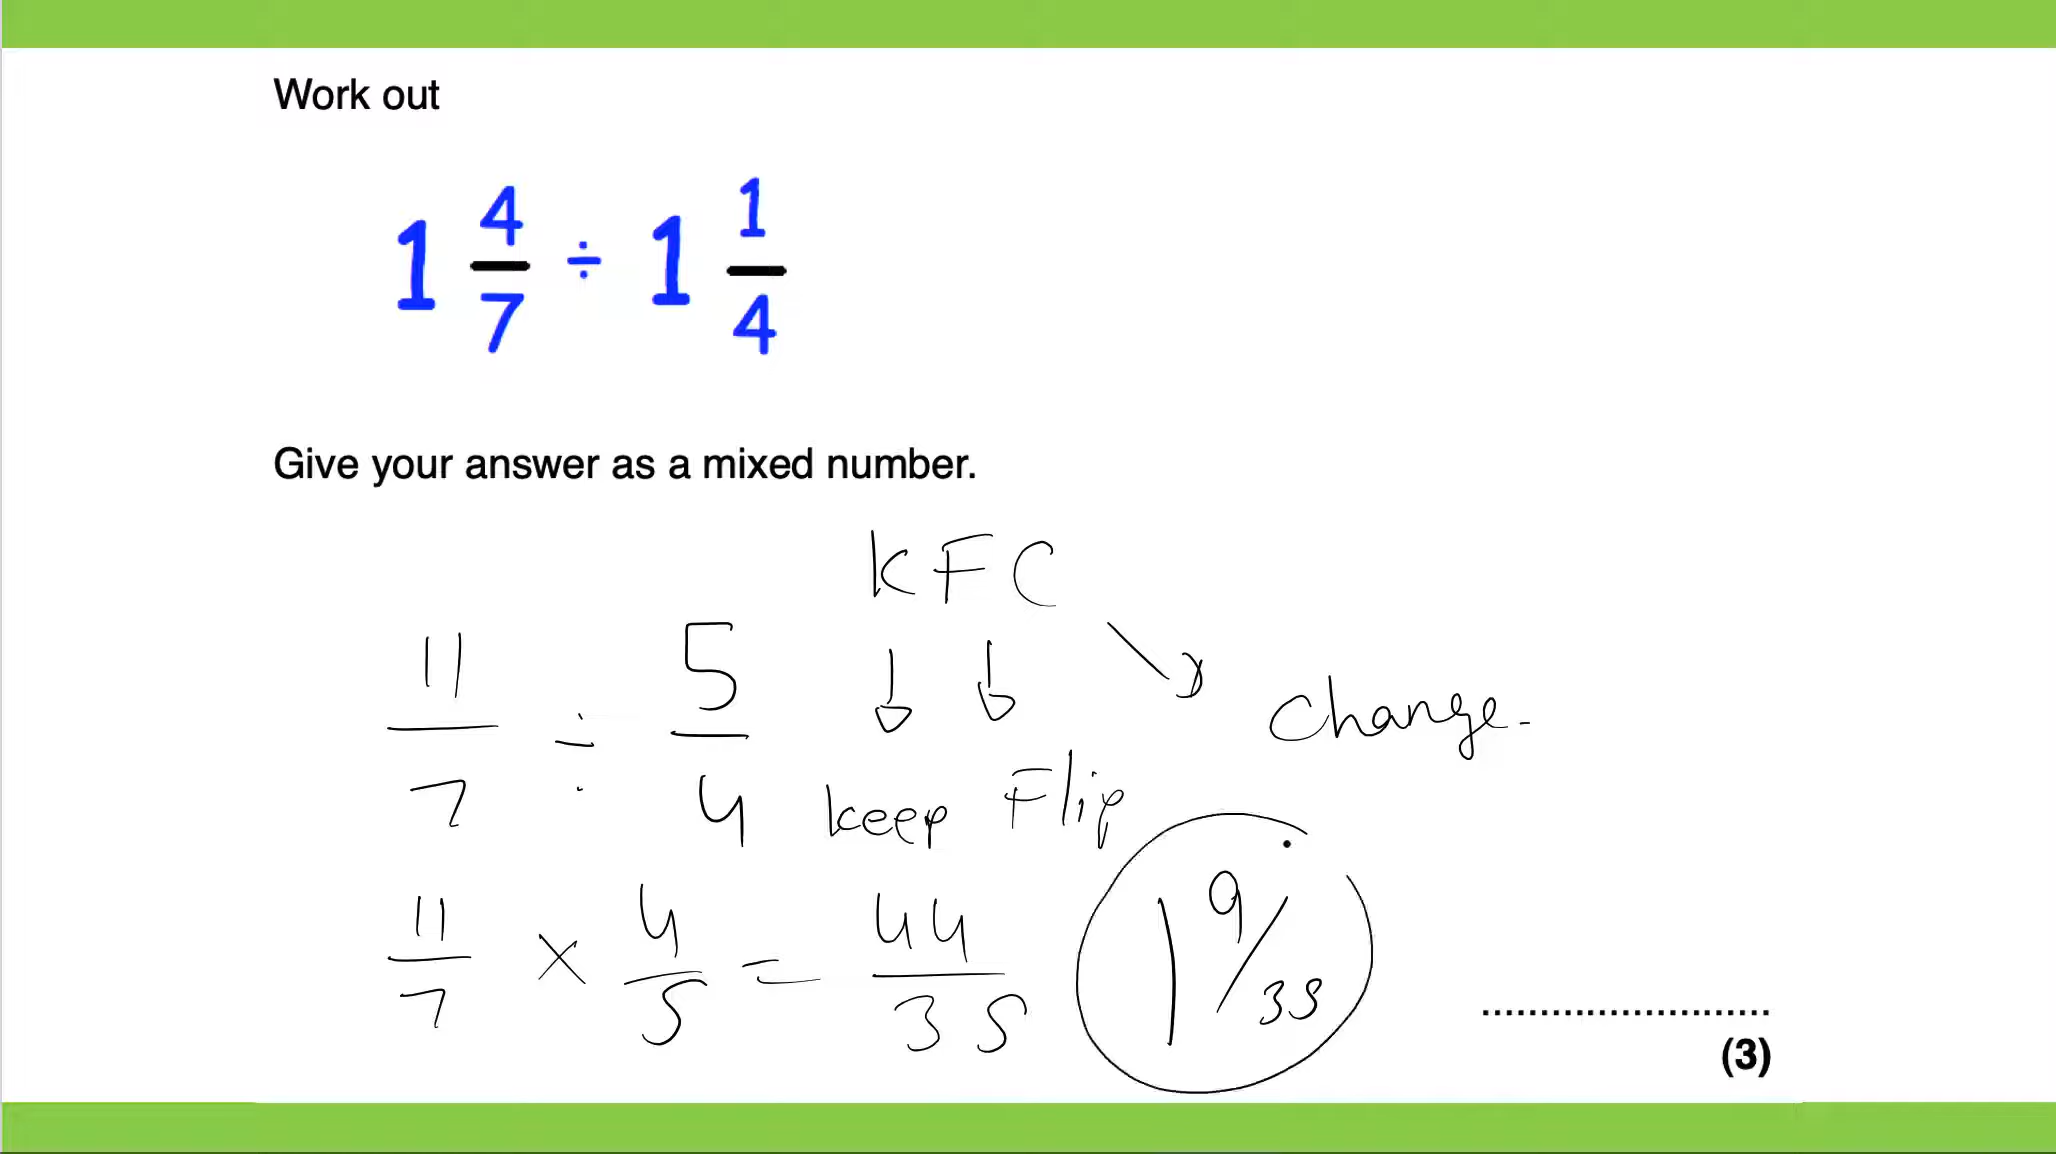 Work out
1 4/7 ÷ 1 1/4
Give your answer as a mixed number.
KFC
11/7 ÷ 5/4
keep Flip Change.
11/7 × 4/5 = 44/35
1 9/35
(3)